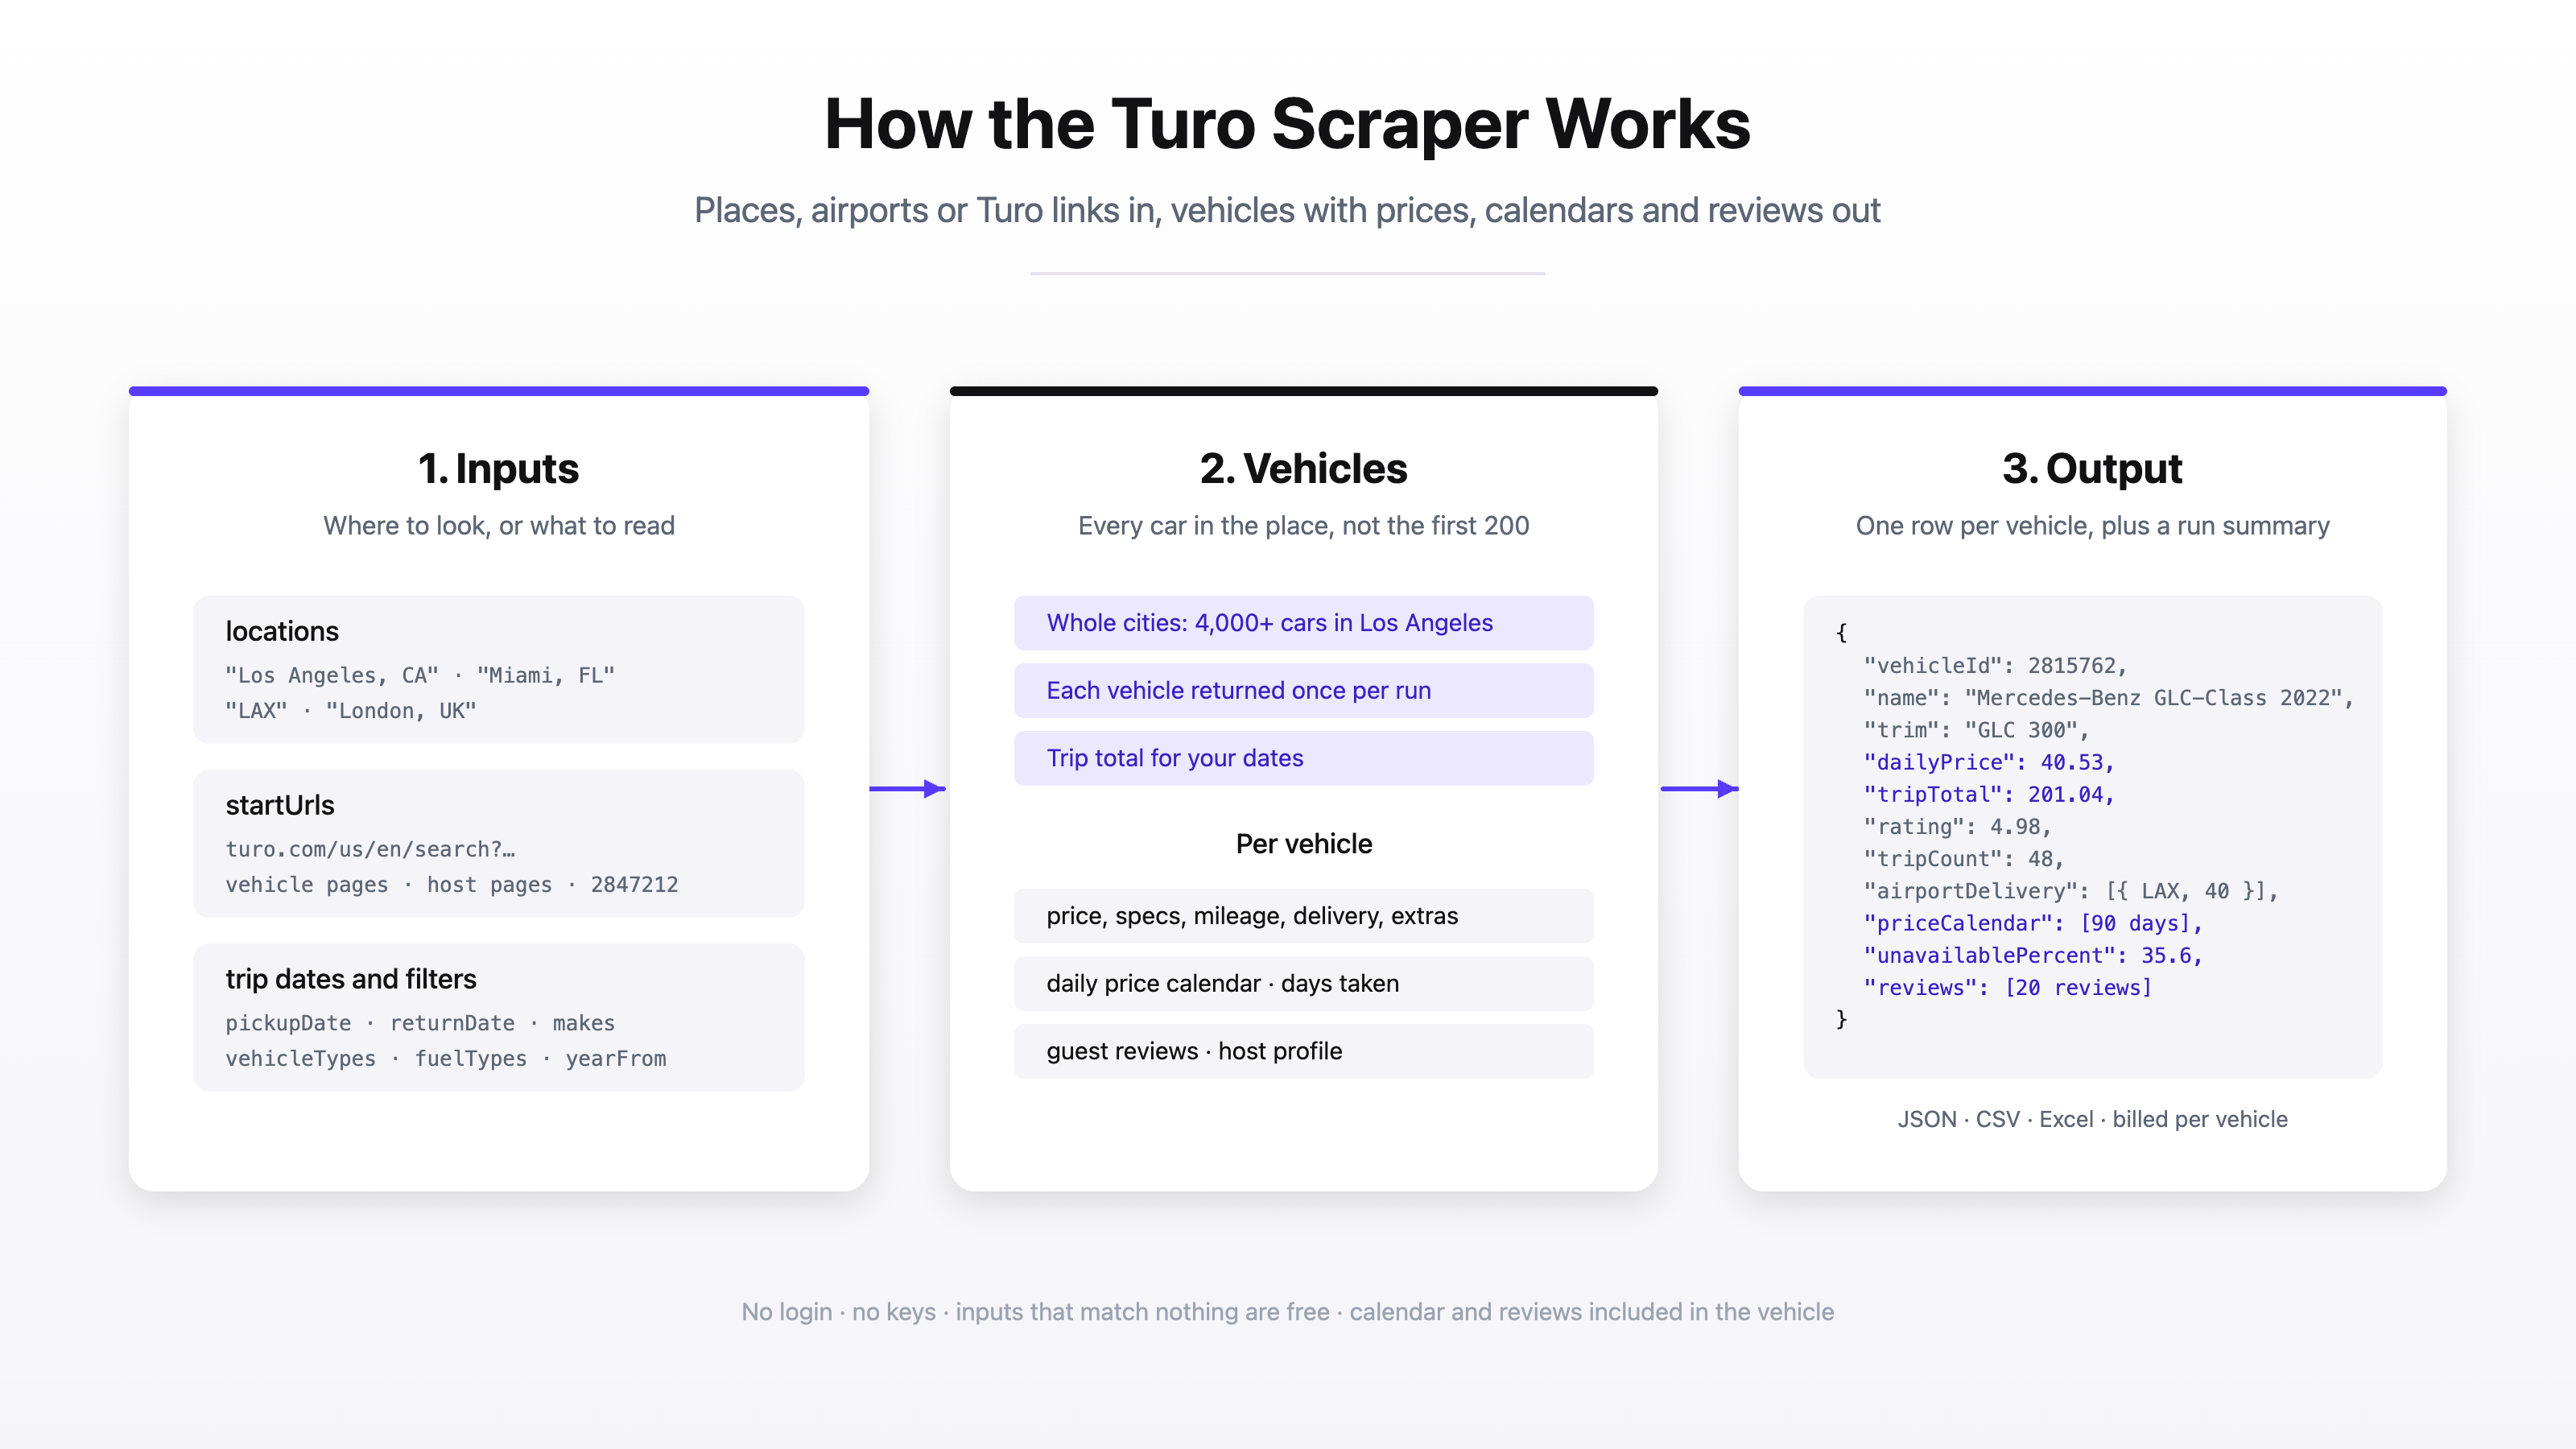 How the Turo Scraper Works
Places, airports or Turo links in, vehicles with prices, calendars and reviews out
1. Inputs
Where to look, or what to read
locations
"Los Angeles, CA" · "Miami, FL"
"LAX" · "London, UK"
startUrls
turo.com/us/en/search?…
vehicle pages · host pages · 2847212
trip dates and filters
pickupDate · returnDate · makes
vehicleTypes · fuelTypes · yearFrom
2. Vehicles
Every car in the place, not the first 200
Whole cities: 4,000+ cars in Los Angeles
Each vehicle returned once per run
Trip total for your dates
Per vehicle
price, specs, mileage, delivery, extras
daily price calendar · days taken
guest reviews · host profile
3. Output
One row per vehicle, plus a run summary
{
"vehicleId": 2815762,
"name": "Mercedes-Benz GLC-Class 2022",
"trim": "GLC 300",
"dailyPrice": 40.53,
"tripTotal": 201.04,
"rating": 4.98,
"tripCount": 48,
"airportDelivery": [{ LAX, 40 }],
"priceCalendar": [90 days],
"unavailablePercent": 35.6,
"reviews": [20 reviews]
}
JSON · CSV · Excel · billed per vehicle
No login · no keys · inputs that match nothing are free · calendar and reviews included in the vehicle